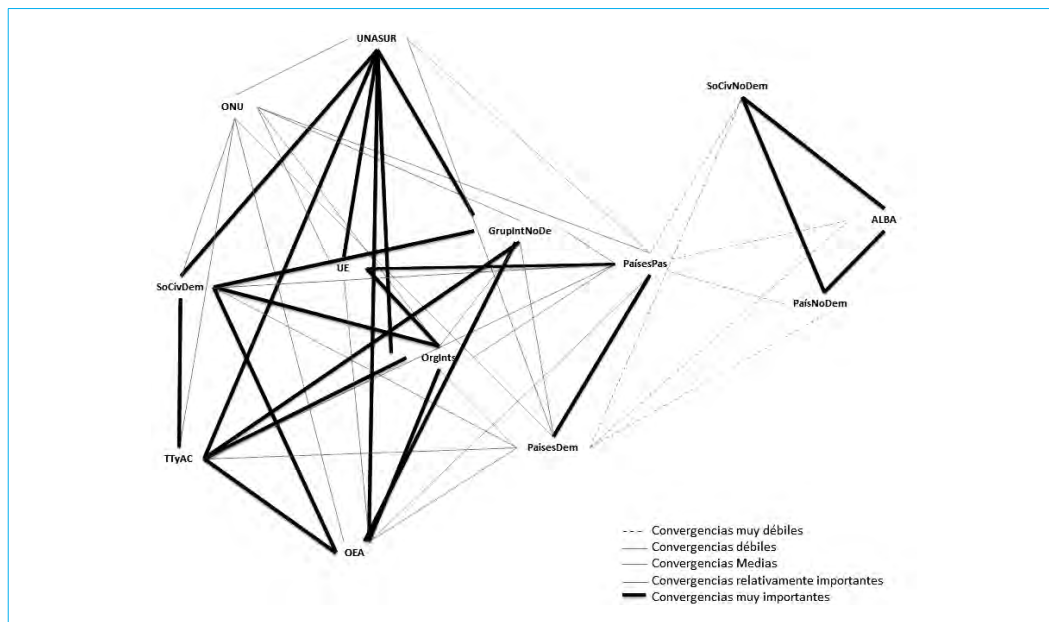 UNASUR
SoCivNoDem
ONU
ALBA
GrupIntNoDe
UE
PaísesPas
SoCivDem
PaísNoDem
OrgInts
PaisesDem
TTyAC
OEA
Convergencias muy débiles
Convergencias débiles
Convergencias Medias
Convergencias relativamente importantes
Convergencias muy importantes